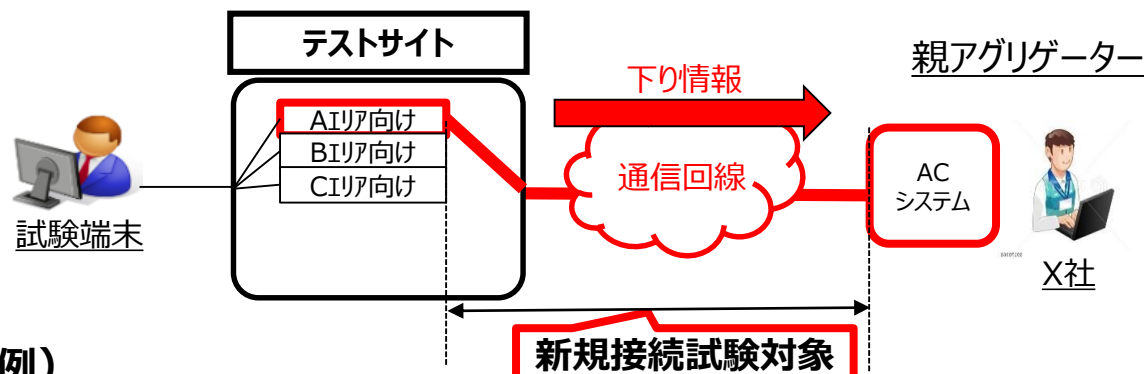 テストサイト
親アグリゲーター
下り情報
Aエリア向け
Bエリア向け
Cエリア向け
通信回線
AC
システム
試験端末
X社
新規接続試験対象
例）